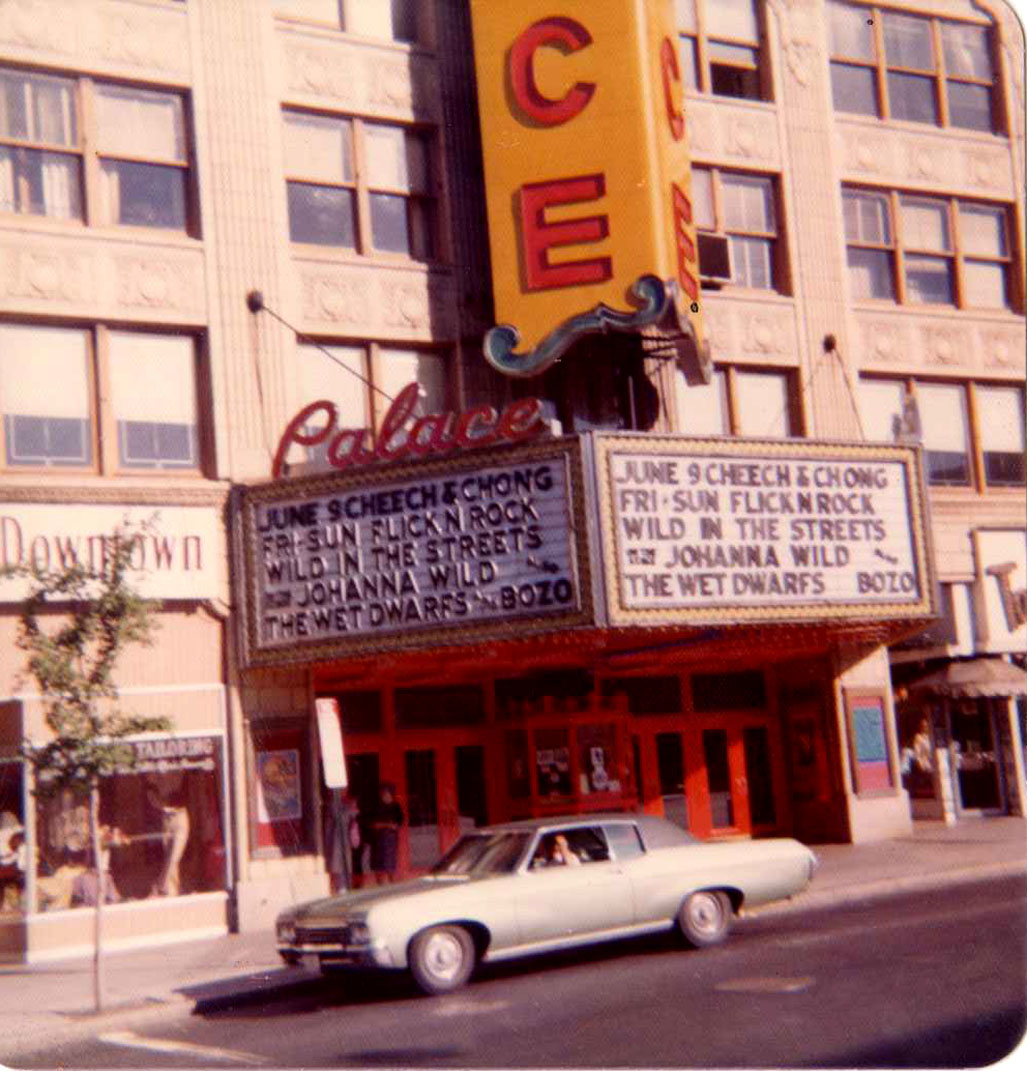 C
E
C
E
Palace
JUNE 9 CHEECH & CHONG
FRI-SUN FLICK N ROCK
WILD IN THE STREETS
JOHANNA WILD
THE WET DWARFS BOZO
JUNE 9 CHEECH & CHONG
FRI-SUN FLICK N ROCK
WILD IN THE STREETS
JOHANNA WILD
THE WET DWARFS BOZO
DOWNTOWN
TAILORING